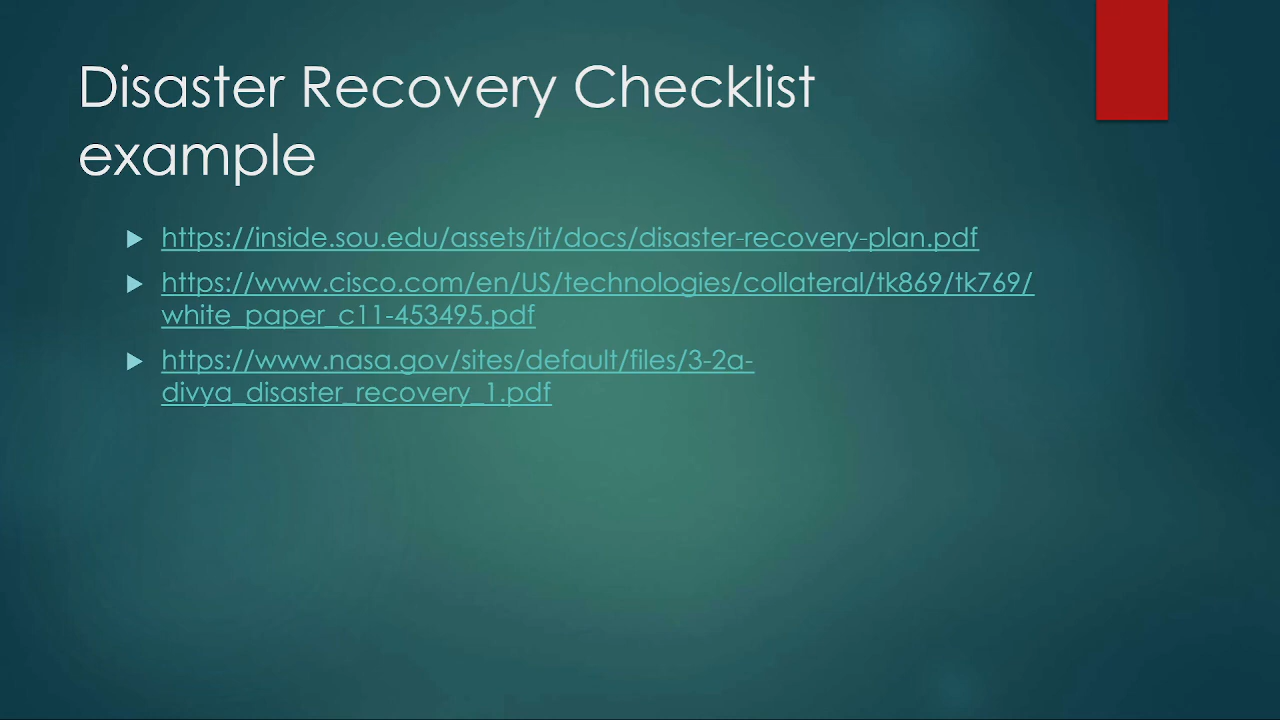 Disaster Recovery Checklist
example
https://inside.sou.edu/assets/it/docs/disaster-recovery-plan.pdf
https://www.cisco.com/en/US/technologies/collateral/tk869/tk769/
white_paper_c11-453495.pdf
https://www.nasa.gov/sites/default/files/3-2a-
divya_disaster_recovery_1.pdf